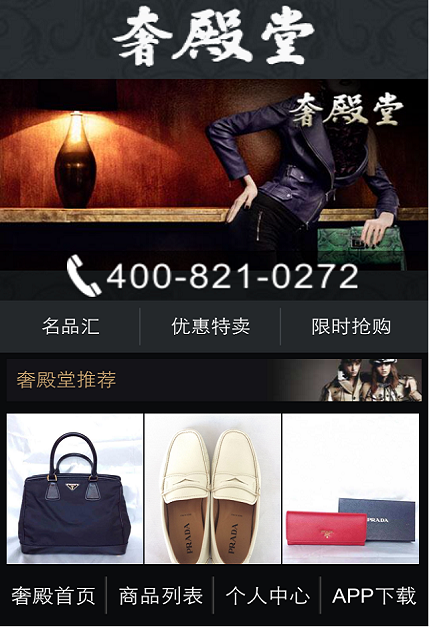 奢殿堂
奢殿堂
400-821-0272
名品汇 优惠特卖 限时抢购
奢殿堂推荐
PRADA PRADA PRADA
奢殿首页 商品列表 个人中心 APP下载